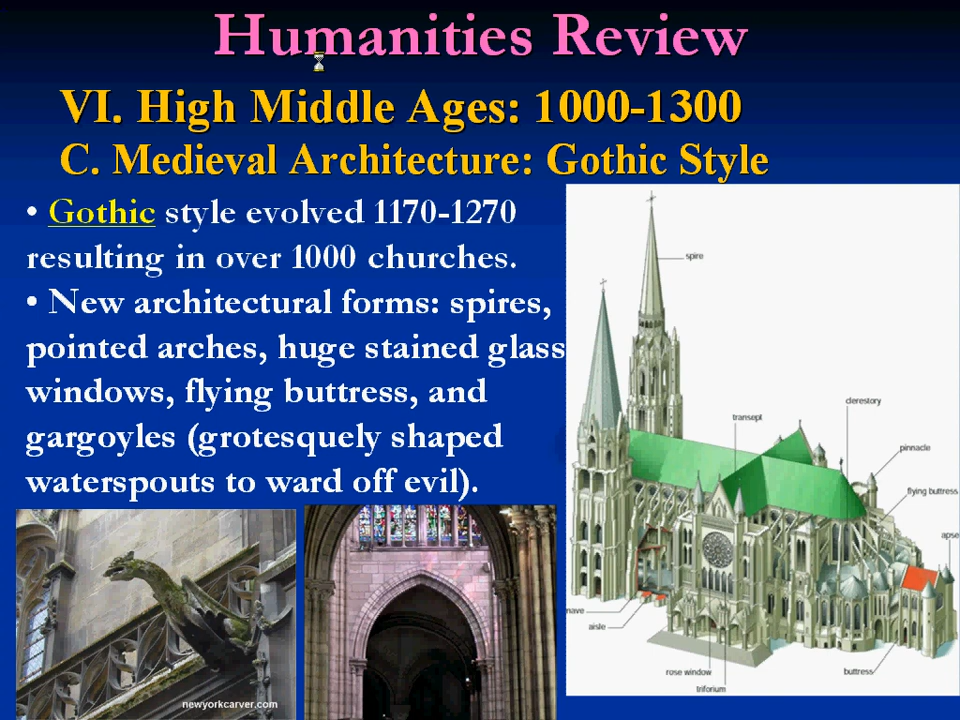 Humanities Review
VI. High Middle Ages: 1000-1300
C. Medieval Architecture: Gothic Style
• Gothic style evolved 1170-1270
resulting in over 1000 churches.
• New architectural forms: spires,
pointed arches, huge stained glass
windows, flying buttress, and
gargoyles (grotesquely shaped
waterspouts to ward off evil).
spire
clerestory
transept
pinnacle
flying buttress
apse
nave
aisle
rose window
buttress
triforium
newyorkcarver.com